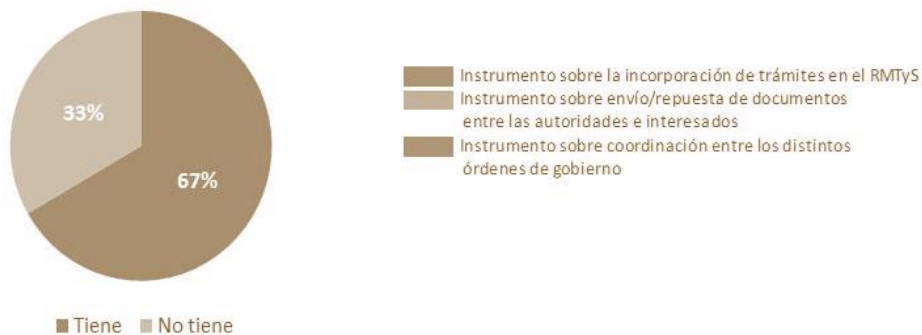 33%
67%
Tiene No tiene
Instrumento sobre la incorporación de trámites en el RMTyS
Instrumento sobre envío/repuesta de documentos
entre las autoridades e interesados
Instrumento sobre coordinación entre los distintos
órdenes de gobierno